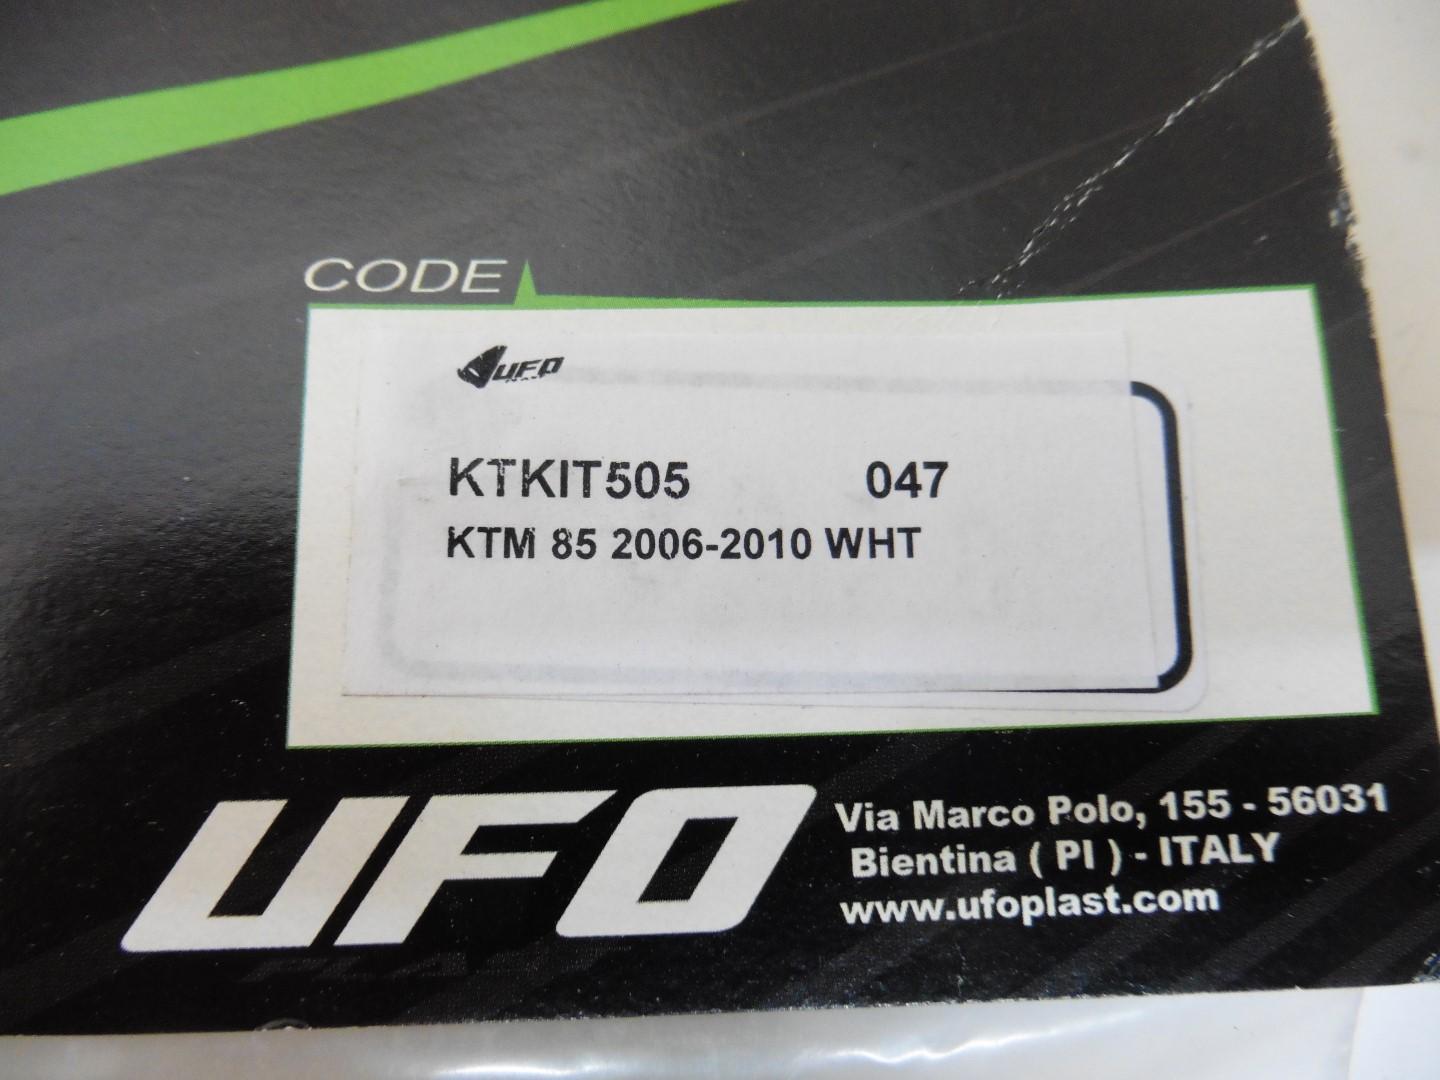 CODE
UFO
KTKIT505 047
KTM 85 2006-2010 WHT
UFO
Via Marco Polo, 155 - 56031
Bientina ( PI ) - ITALY
www.ufoplast.com